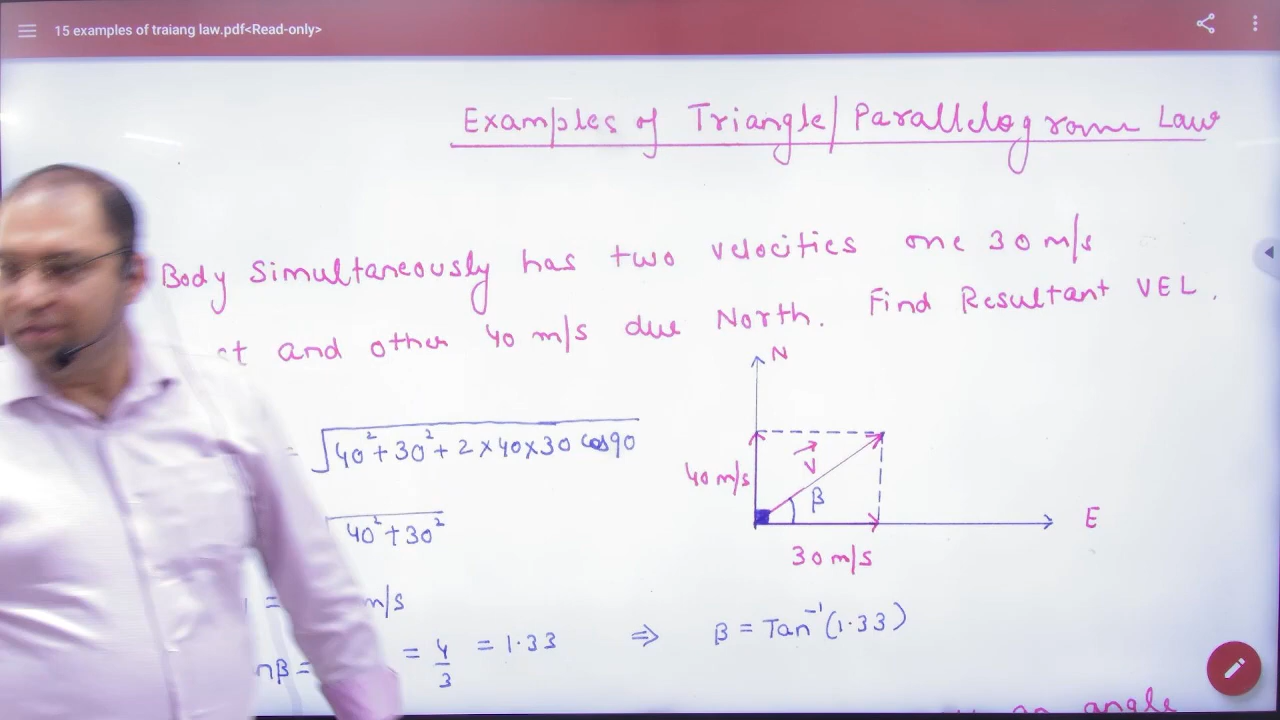 15 examples of traiang law.pdf<Read-only>
Examples of Triangle/Parallelogram Law
Body Simultaneously has two velocities one 30 m/s
and other 40 m/s due North. Find Resultant VEL.
N
= √40²+30²+2×40×30 cos90
V⃗
40 m/s
β
√40²+30²
E
30 m/s
= m/s
β = Tan⁻¹(1.33)
nβ = = 4/3 = 1.33 ⇒
an angle